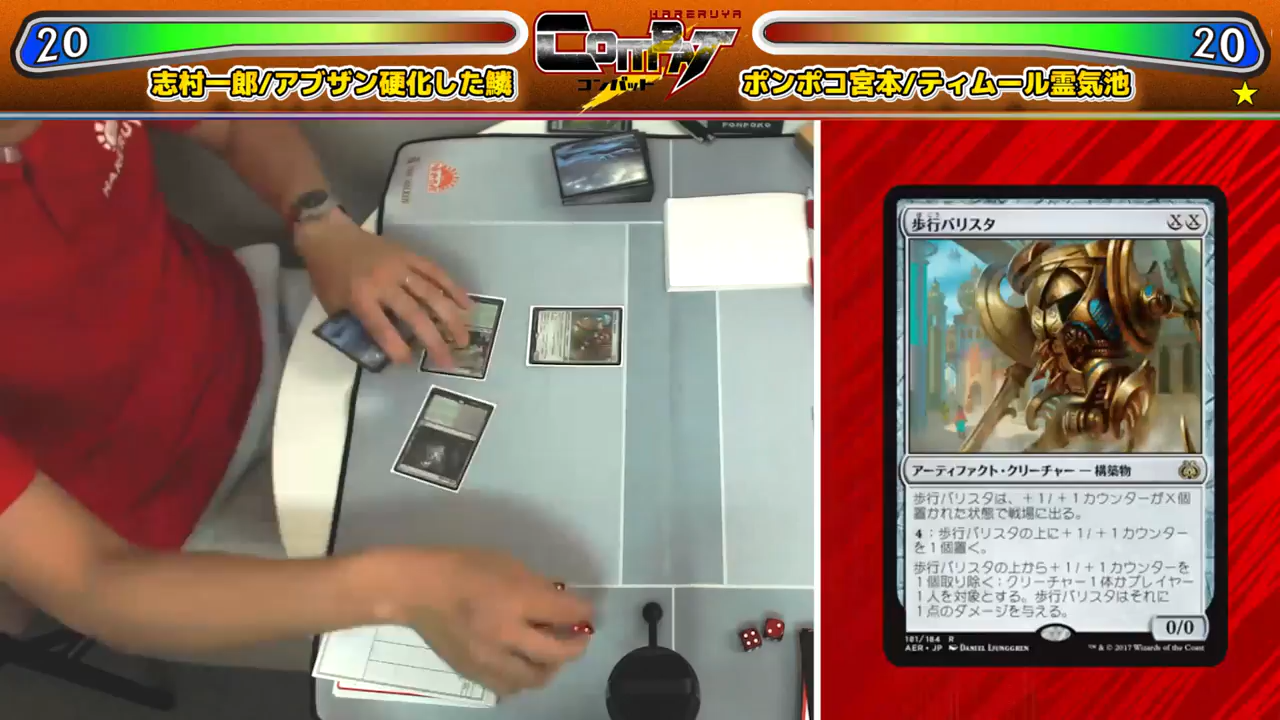 20
HARERUYA
COMBAT
コンバット
20
志村一郎/アブザン硬化した鱗
ポンポコ宮本/ティムール霊気池
PONPOKO
歩行バリスタ
XX
アーティファクト・クリーチャー — 構築物
歩行バリスタは、+1/+1カウンターがX個
置かれた状態で戦場に出る。
4：歩行バリスタの上に+1/+1カウンター
を1個置く。
歩行バリスタの上から+1/+1カウンターを
1個取り除く：クリーチャー1体かプレイヤー
1人を対象とする。歩行バリスタはそれに
1点のダメージを与える。
0/0
181/184 R
AER・JP DANIEL LJUNGGREN
™ & © 2017 Wizards of the Coast